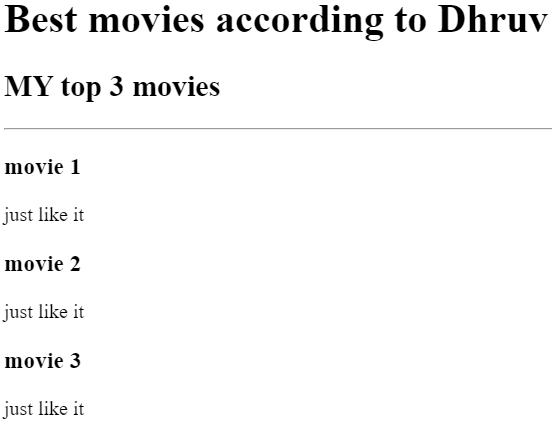 Best movies according to Dhruv
MY top 3 movies
movie 1
just like it
movie 2
just like it
movie 3
just like it